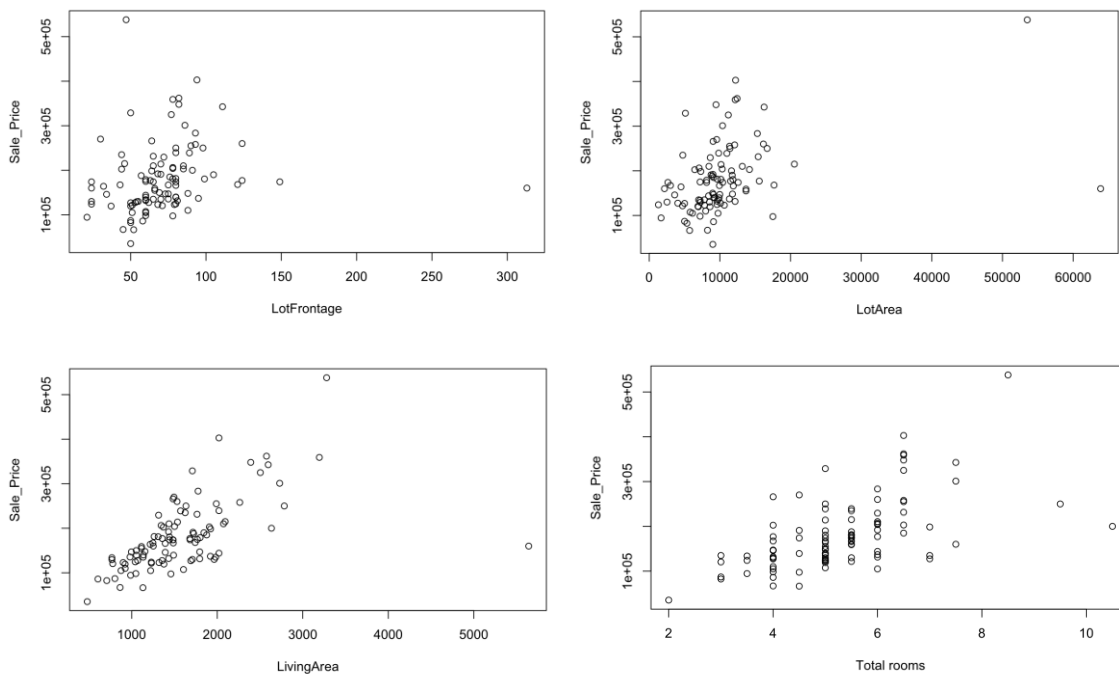 Sale_Price
1e+05
3e+05
5e+05
50
100
150
200
250
300
LotFrontage
Sale_Price
1e+05
3e+05
5e+05
0
10000
20000
30000
40000
50000
60000
LotArea
Sale_Price
1e+05
3e+05
5e+05
1000
2000
3000
4000
5000
LivingArea
Sale_Price
1e+05
3e+05
5e+05
2
4
6
8
10
Total rooms